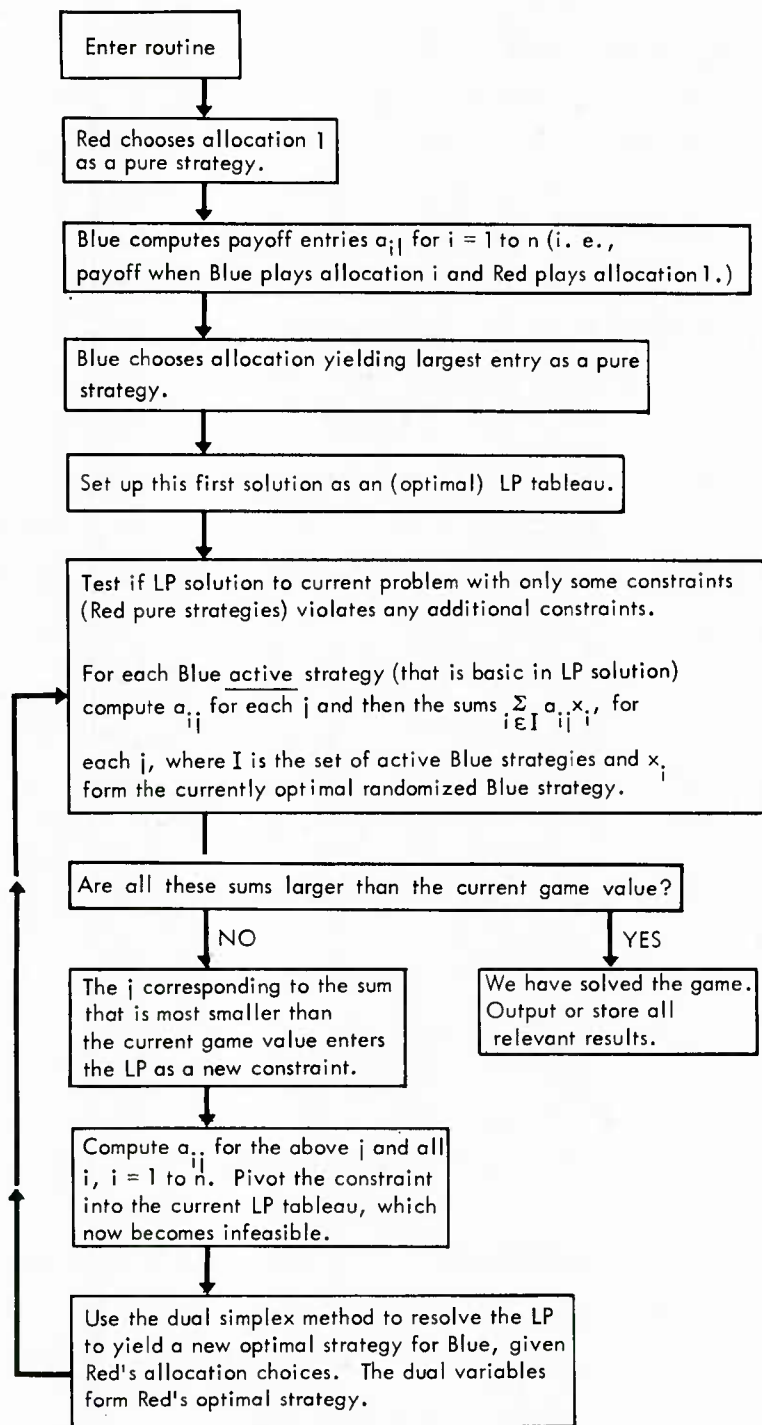 Enter routine
Red chooses allocation 1
as a pure strategy.
Blue computes payoff entries a_{i1} for i = 1 to n (i. e.,
payoff when Blue plays allocation i and Red plays allocation 1.)
Blue chooses allocation yielding largest entry as a pure
strategy.
Set up this first solution as an (optimal) LP tableau.
Test if LP solution to current problem with only some constraints
(Red pure strategies) violates any additional constraints.
For each Blue active strategy (that is basic in LP solution)
compute a_{ij} for each j and then the sums Σ_{i∈I} a_{ij}x_i, for
each j, where I is the set of active Blue strategies and x_i
form the currently optimal randomized Blue strategy.
Are all these sums larger than the current game value?
NO
YES
The j corresponding to the sum
that is most smaller than
the current game value enters
the LP as a new constraint.
We have solved the game.
Output or store all
relevant results.
Compute a_{ij} for the above j and all
i, i = 1 to n. Pivot the constraint
into the current LP tableau, which
now becomes infeasible.
Use the dual simplex method to resolve the LP
to yield a new optimal strategy for Blue, given
Red's allocation choices. The dual variables
form Red's optimal strategy.